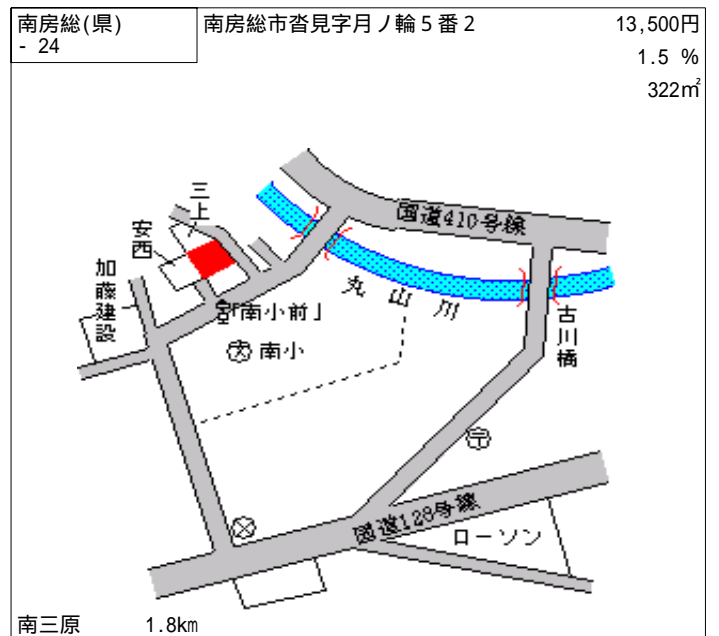 南房総(県)
- 24
南房総市沓見字月ノ輪５番２
13,500円
1.5 %
322㎡
三上
安西
加藤建設
国道410号線
丸山川
古川橋
「南小前」
文 南小
〒
国道128号線
ローソン
南三原 1.8km